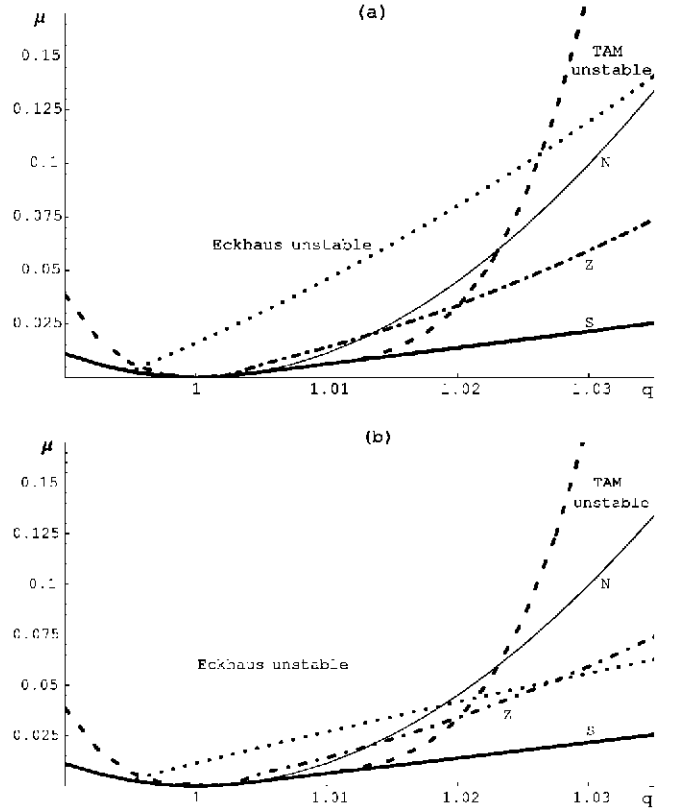 (a)
μ
0.15
TAM
unstable
0.125
0.1
N
0.075
Eckhaus unstable
0.05
Z
0.025
S
1
1.01
1.02
1.03
q
(b)
μ
0.15
TAM
unstable
0.125
0.1
N
0.075
Eckhaus unstable
0.05
Z
0.025
S
1
1.01
1.02
1.03
q